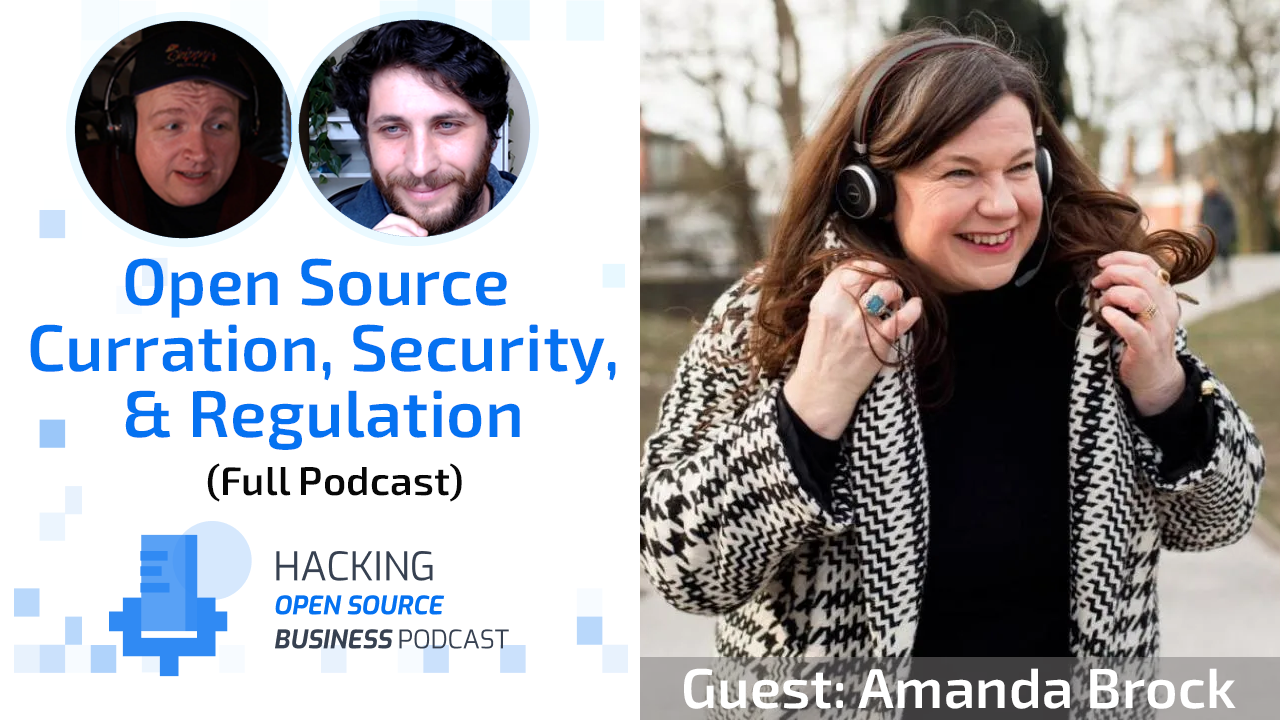 Open Source
Curration, Security,
& Regulation
(Full Podcast)
HACKING
OPEN SOURCE
BUSINESS PODCAST
Guest: Amanda Brock